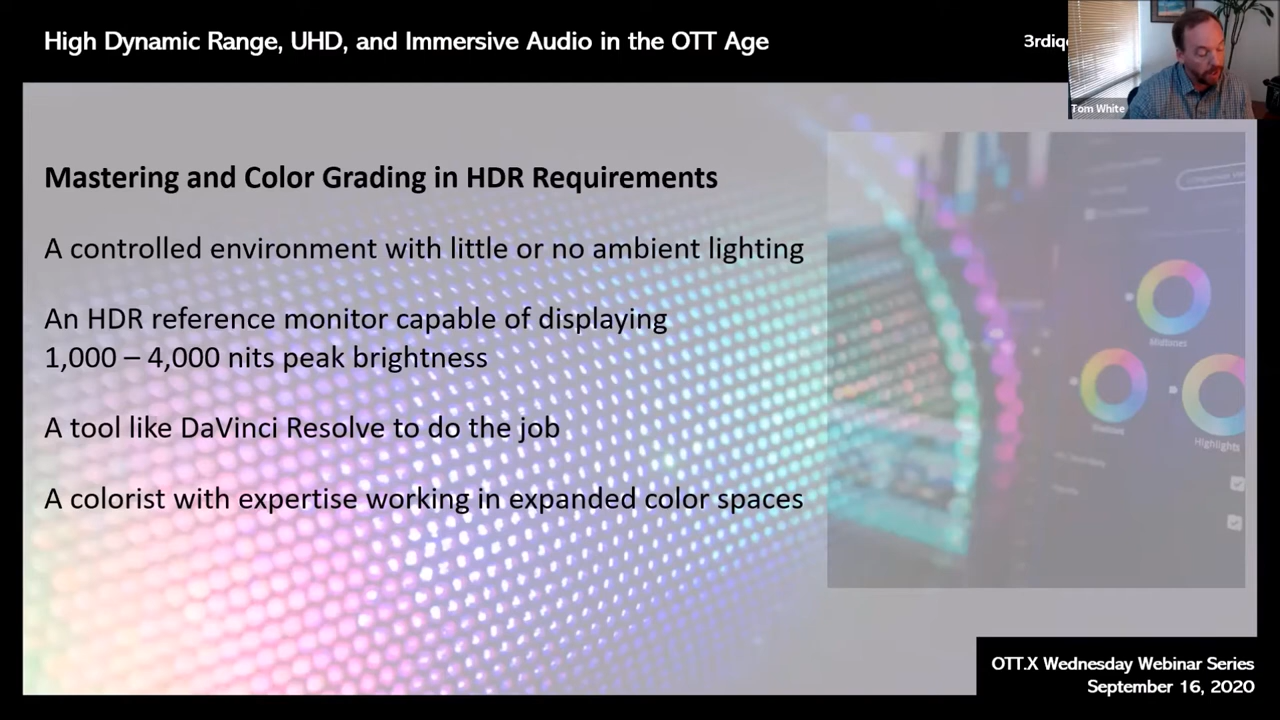 High Dynamic Range, UHD, and Immersive Audio in the OTT Age
Tom White
Mastering and Color Grading in HDR Requirements
A controlled environment with little or no ambient lighting
An HDR reference monitor capable of displaying
1,000 – 4,000 nits peak brightness
A tool like DaVinci Resolve to do the job
A colorist with expertise working in expanded color spaces
Midtones
Highlights
OTT.X Wednesday Webinar Series
September 16, 2020